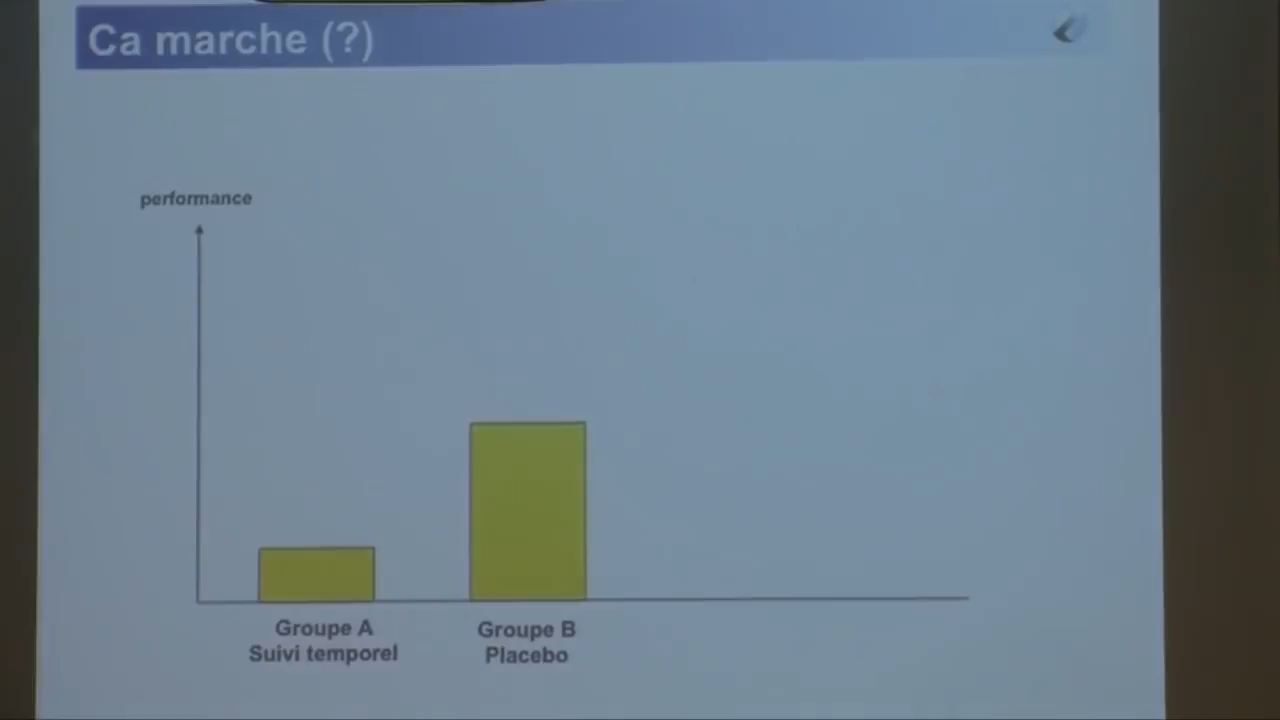 Ca marche (?)
performance
Groupe A
Suivi temporel
Groupe B
Placebo